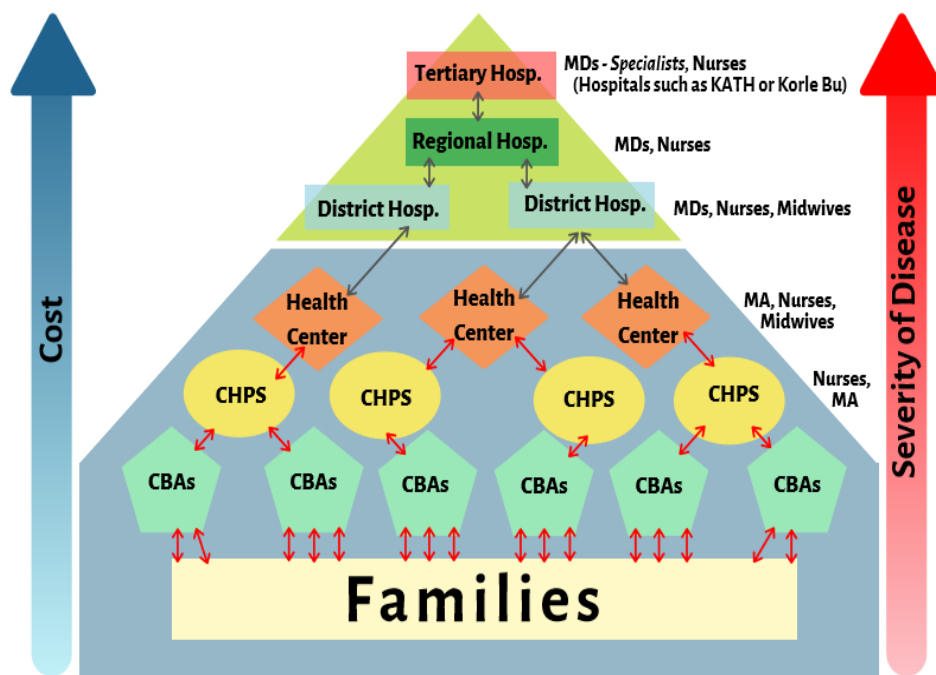 Cost
Severity of Disease
Tertiary Hosp.
MDs - Specialists, Nurses
(Hospitals such as KATH or Korle Bu)
Regional Hosp.
MDs, Nurses
District Hosp.
District Hosp.
MDs, Nurses, Midwives
Health
Center
Health
Center
Health
Center
MA, Nurses,
Midwives
CHPS
CHPS
CHPS
CHPS
Nurses,
MA
CBAs
CBAs
CBAs
CBAs
CBAs
CBAs
Families